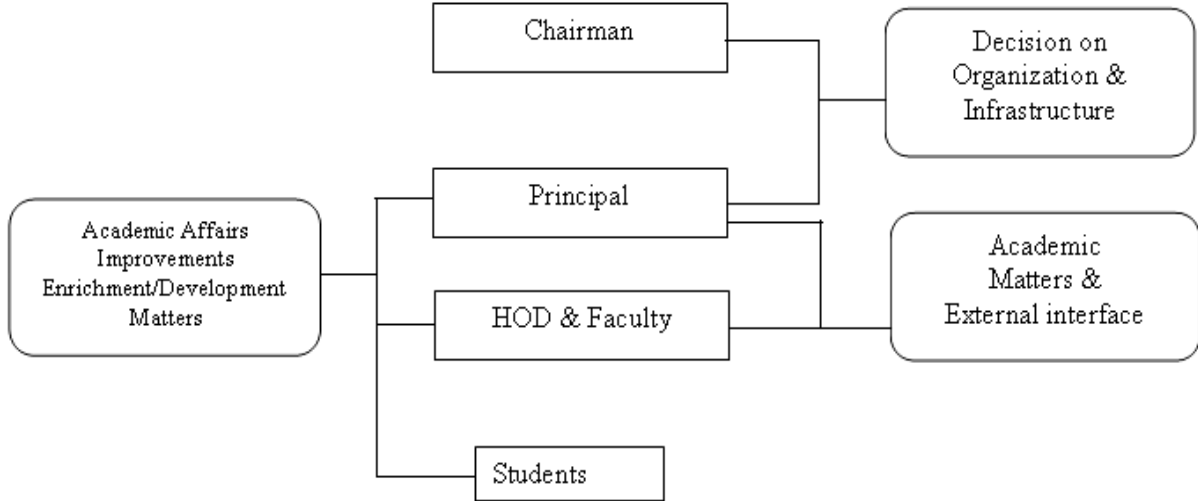 Chairman
Decision on
Organization &
Infrastructure
Principal
Academic Affairs
Improvements
Enrichment/Development
Matters
Academic
Matters &
External interface
HOD & Faculty
Students